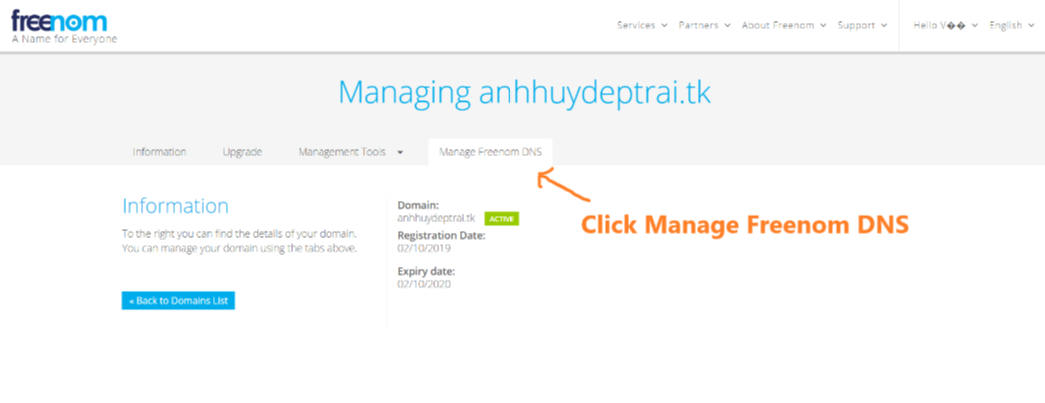 freenom
A Name for Everyone
Services Partners About Freenom Support Hello V�� English
Managing anhhuydeptrai.tk
Information Upgrade Management Tools Manage Freenom DNS
Information
To the right you can find the details of your domain.
You can manage your domain using the tabs above.
« Back to Domains List
Domain:
anhhuydeptrai.tk ACTIVE
Registration Date:
02/10/2019
Expiry date:
02/10/2020
Click Manage Freenom DNS